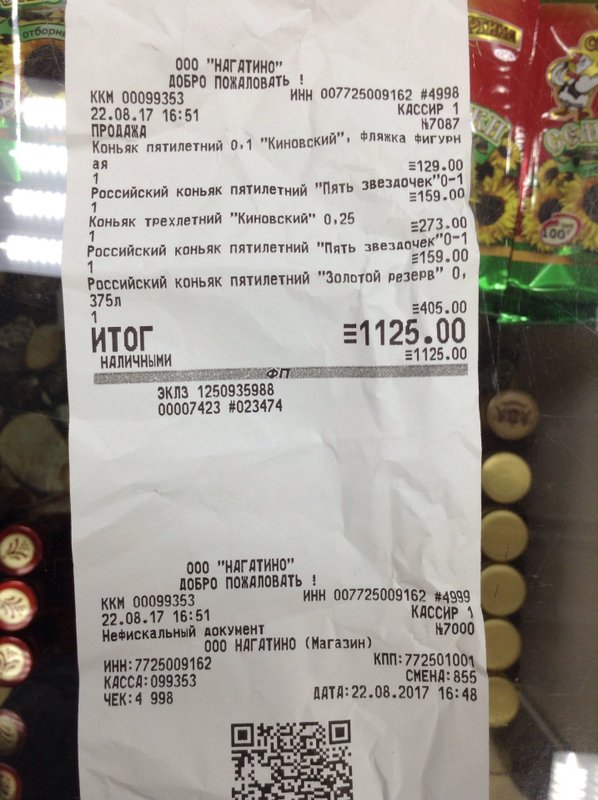 отборн
ООО "НАГАТИНО"
ДОБРО ПОЖАЛОВАТЬ !
ККМ 00099353 ИНН 007725009162 #4998
22.08.17 16:51 КАССИР 1
ПРОДАЖА №7087
Коньяк пятилетний 0,1 "Киновский", фляжка фигурн
ая
1 ≡129.00
Российский коньяк пятилетний "Пять звездочек"0-1
1 ≡159.00
Коньяк трехлетний "Киновский" 0,25
1 ≡273.00
Российский коньяк пятилетний "Пять звездочек"0-1
1 ≡159.00
Российский коньяк пятилетний "Золотой резерв" 0,
375л
1 ≡405.00
ИТОГ ≡1125.00
НАЛИЧНЫМИ ≡1125.00
ФП
ЭКЛЗ 1250935988
00007423 #023474
ООО "НАГАТИНО"
ДОБРО ПОЖАЛОВАТЬ !
ККМ 00099353 ИНН 007725009162 #4999
22.08.17 16:51 КАССИР 1
Нефискальный документ №7000
ООО НАГАТИНО (Магазин)
ИНН:7725009162 КПП:772501001
КАССА:099353 СМЕНА:855
ЧЕК:4 998 ДАТА:22.08.2017 16:48